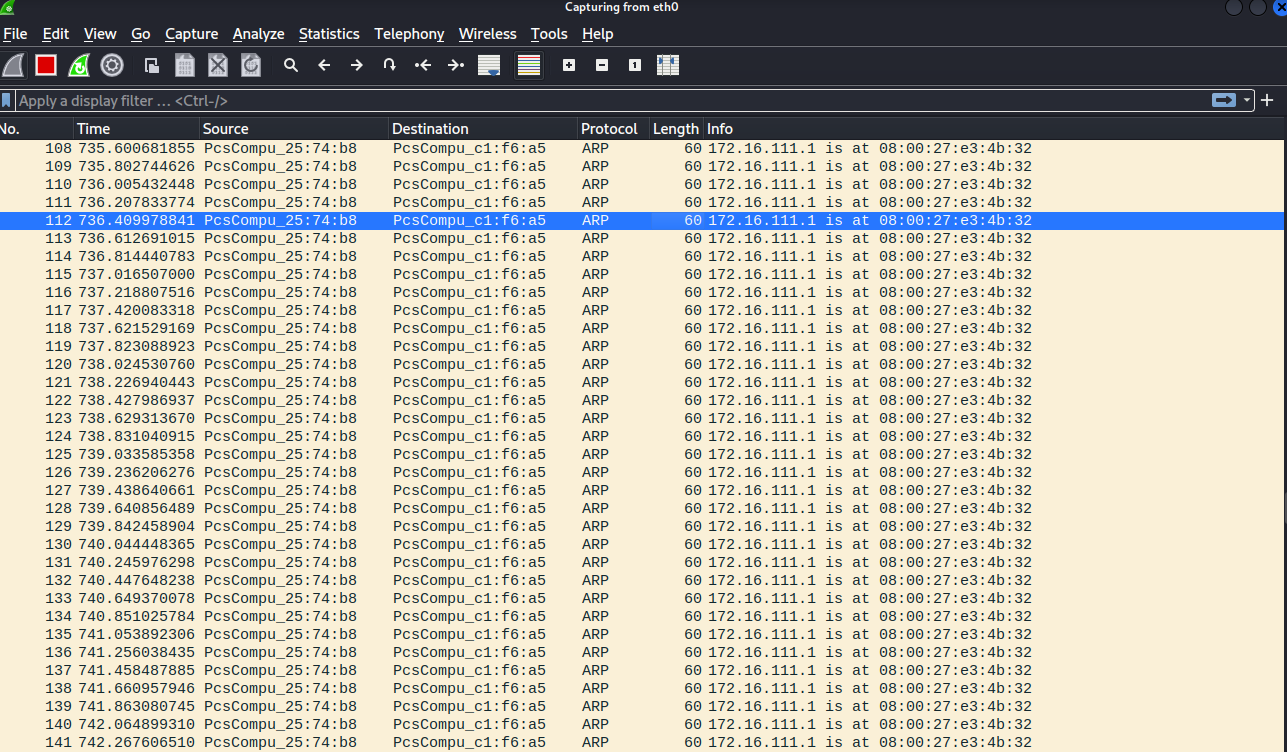 Capturing from eth0
File Edit View Go Capture Analyze Statistics Telephony Wireless Tools Help
Apply a display filter … <Ctrl-/>
No. Time Source Destination Protocol Length Info
108 735.600681855 PcsCompu_25:74:b8 PcsCompu_c1:f6:a5 ARP 60 172.16.111.1 is at 08:00:27:e3:4b:32
109 735.802744626 PcsCompu_25:74:b8 PcsCompu_c1:f6:a5 ARP 60 172.16.111.1 is at 08:00:27:e3:4b:32
110 736.005432448 PcsCompu_25:74:b8 PcsCompu_c1:f6:a5 ARP 60 172.16.111.1 is at 08:00:27:e3:4b:32
111 736.207833774 PcsCompu_25:74:b8 PcsCompu_c1:f6:a5 ARP 60 172.16.111.1 is at 08:00:27:e3:4b:32
112 736.409978841 PcsCompu_25:74:b8 PcsCompu_c1:f6:a5 ARP 60 172.16.111.1 is at 08:00:27:e3:4b:32
113 736.612691015 PcsCompu_25:74:b8 PcsCompu_c1:f6:a5 ARP 60 172.16.111.1 is at 08:00:27:e3:4b:32
114 736.814440783 PcsCompu_25:74:b8 PcsCompu_c1:f6:a5 ARP 60 172.16.111.1 is at 08:00:27:e3:4b:32
115 737.016507000 PcsCompu_25:74:b8 PcsCompu_c1:f6:a5 ARP 60 172.16.111.1 is at 08:00:27:e3:4b:32
116 737.218807516 PcsCompu_25:74:b8 PcsCompu_c1:f6:a5 ARP 60 172.16.111.1 is at 08:00:27:e3:4b:32
117 737.420083318 PcsCompu_25:74:b8 PcsCompu_c1:f6:a5 ARP 60 172.16.111.1 is at 08:00:27:e3:4b:32
118 737.621529169 PcsCompu_25:74:b8 PcsCompu_c1:f6:a5 ARP 60 172.16.111.1 is at 08:00:27:e3:4b:32
119 737.823088923 PcsCompu_25:74:b8 PcsCompu_c1:f6:a5 ARP 60 172.16.111.1 is at 08:00:27:e3:4b:32
120 738.024530760 PcsCompu_25:74:b8 PcsCompu_c1:f6:a5 ARP 60 172.16.111.1 is at 08:00:27:e3:4b:32
121 738.226940443 PcsCompu_25:74:b8 PcsCompu_c1:f6:a5 ARP 60 172.16.111.1 is at 08:00:27:e3:4b:32
122 738.427986937 PcsCompu_25:74:b8 PcsCompu_c1:f6:a5 ARP 60 172.16.111.1 is at 08:00:27:e3:4b:32
123 738.629313670 PcsCompu_25:74:b8 PcsCompu_c1:f6:a5 ARP 60 172.16.111.1 is at 08:00:27:e3:4b:32
124 738.831040915 PcsCompu_25:74:b8 PcsCompu_c1:f6:a5 ARP 60 172.16.111.1 is at 08:00:27:e3:4b:32
125 739.033585358 PcsCompu_25:74:b8 PcsCompu_c1:f6:a5 ARP 60 172.16.111.1 is at 08:00:27:e3:4b:32
126 739.236206276 PcsCompu_25:74:b8 PcsCompu_c1:f6:a5 ARP 60 172.16.111.1 is at 08:00:27:e3:4b:32
127 739.438640661 PcsCompu_25:74:b8 PcsCompu_c1:f6:a5 ARP 60 172.16.111.1 is at 08:00:27:e3:4b:32
128 739.640856489 PcsCompu_25:74:b8 PcsCompu_c1:f6:a5 ARP 60 172.16.111.1 is at 08:00:27:e3:4b:32
129 739.842458904 PcsCompu_25:74:b8 PcsCompu_c1:f6:a5 ARP 60 172.16.111.1 is at 08:00:27:e3:4b:32
130 740.044448365 PcsCompu_25:74:b8 PcsCompu_c1:f6:a5 ARP 60 172.16.111.1 is at 08:00:27:e3:4b:32
131 740.245976298 PcsCompu_25:74:b8 PcsCompu_c1:f6:a5 ARP 60 172.16.111.1 is at 08:00:27:e3:4b:32
132 740.447648238 PcsCompu_25:74:b8 PcsCompu_c1:f6:a5 ARP 60 172.16.111.1 is at 08:00:27:e3:4b:32
133 740.649370078 PcsCompu_25:74:b8 PcsCompu_c1:f6:a5 ARP 60 172.16.111.1 is at 08:00:27:e3:4b:32
134 740.851025784 PcsCompu_25:74:b8 PcsCompu_c1:f6:a5 ARP 60 172.16.111.1 is at 08:00:27:e3:4b:32
135 741.053892306 PcsCompu_25:74:b8 PcsCompu_c1:f6:a5 ARP 60 172.16.111.1 is at 08:00:27:e3:4b:32
136 741.256038435 PcsCompu_25:74:b8 PcsCompu_c1:f6:a5 ARP 60 172.16.111.1 is at 08:00:27:e3:4b:32
137 741.458487885 PcsCompu_25:74:b8 PcsCompu_c1:f6:a5 ARP 60 172.16.111.1 is at 08:00:27:e3:4b:32
138 741.660957946 PcsCompu_25:74:b8 PcsCompu_c1:f6:a5 ARP 60 172.16.111.1 is at 08:00:27:e3:4b:32
139 741.863080745 PcsCompu_25:74:b8 PcsCompu_c1:f6:a5 ARP 60 172.16.111.1 is at 08:00:27:e3:4b:32
140 742.064899310 PcsCompu_25:74:b8 PcsCompu_c1:f6:a5 ARP 60 172.16.111.1 is at 08:00:27:e3:4b:32
141 742.267606510 PcsCompu_25:74:b8 PcsCompu_c1:f6:a5 ARP 60 172.16.111.1 is at 08:00:27:e3:4b:32